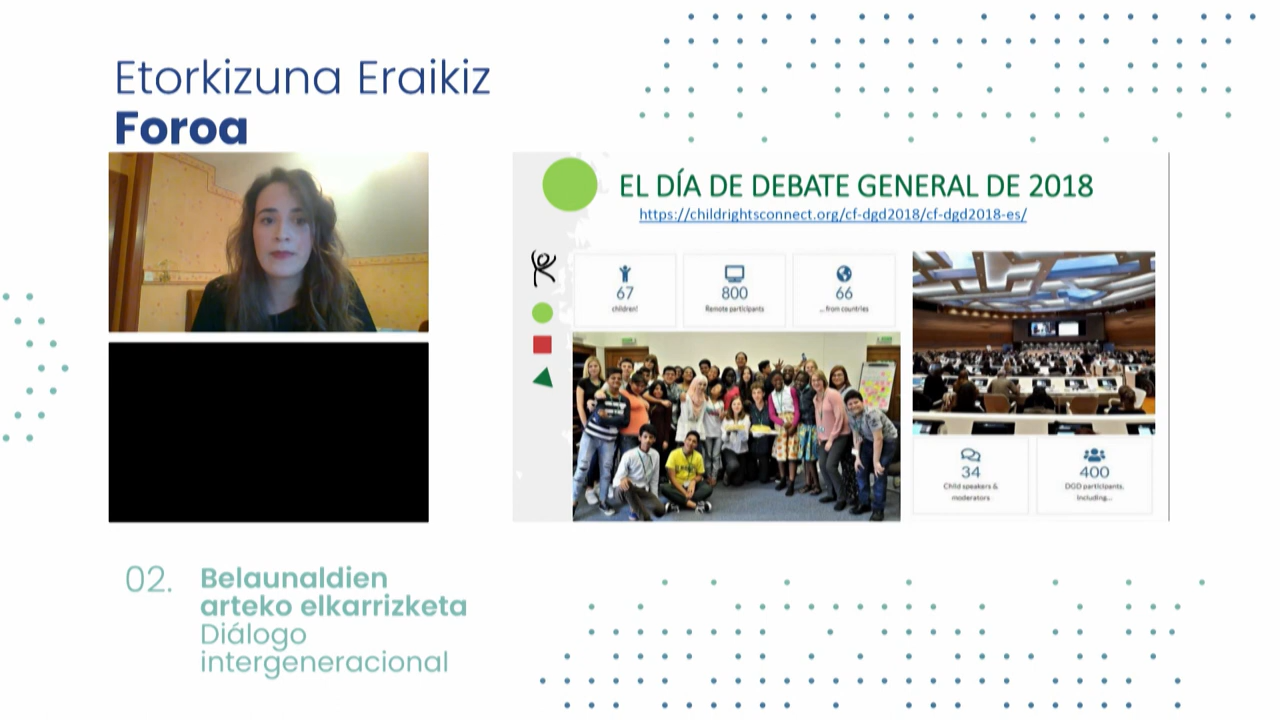 Etorkizuna Eraikiz
Foroa
EL DÍA DE DEBATE GENERAL DE 2018
https://childrightsconnect.org/cf-dgd2018/cf-dgd2018-es/
67
children!
800
Remote participants
66
...from countries
34
Child speakers &
moderators
400
DGD participants,
including...
02.
Belaunaldien
arteko elkarrizketa
Diálogo
intergeneracional